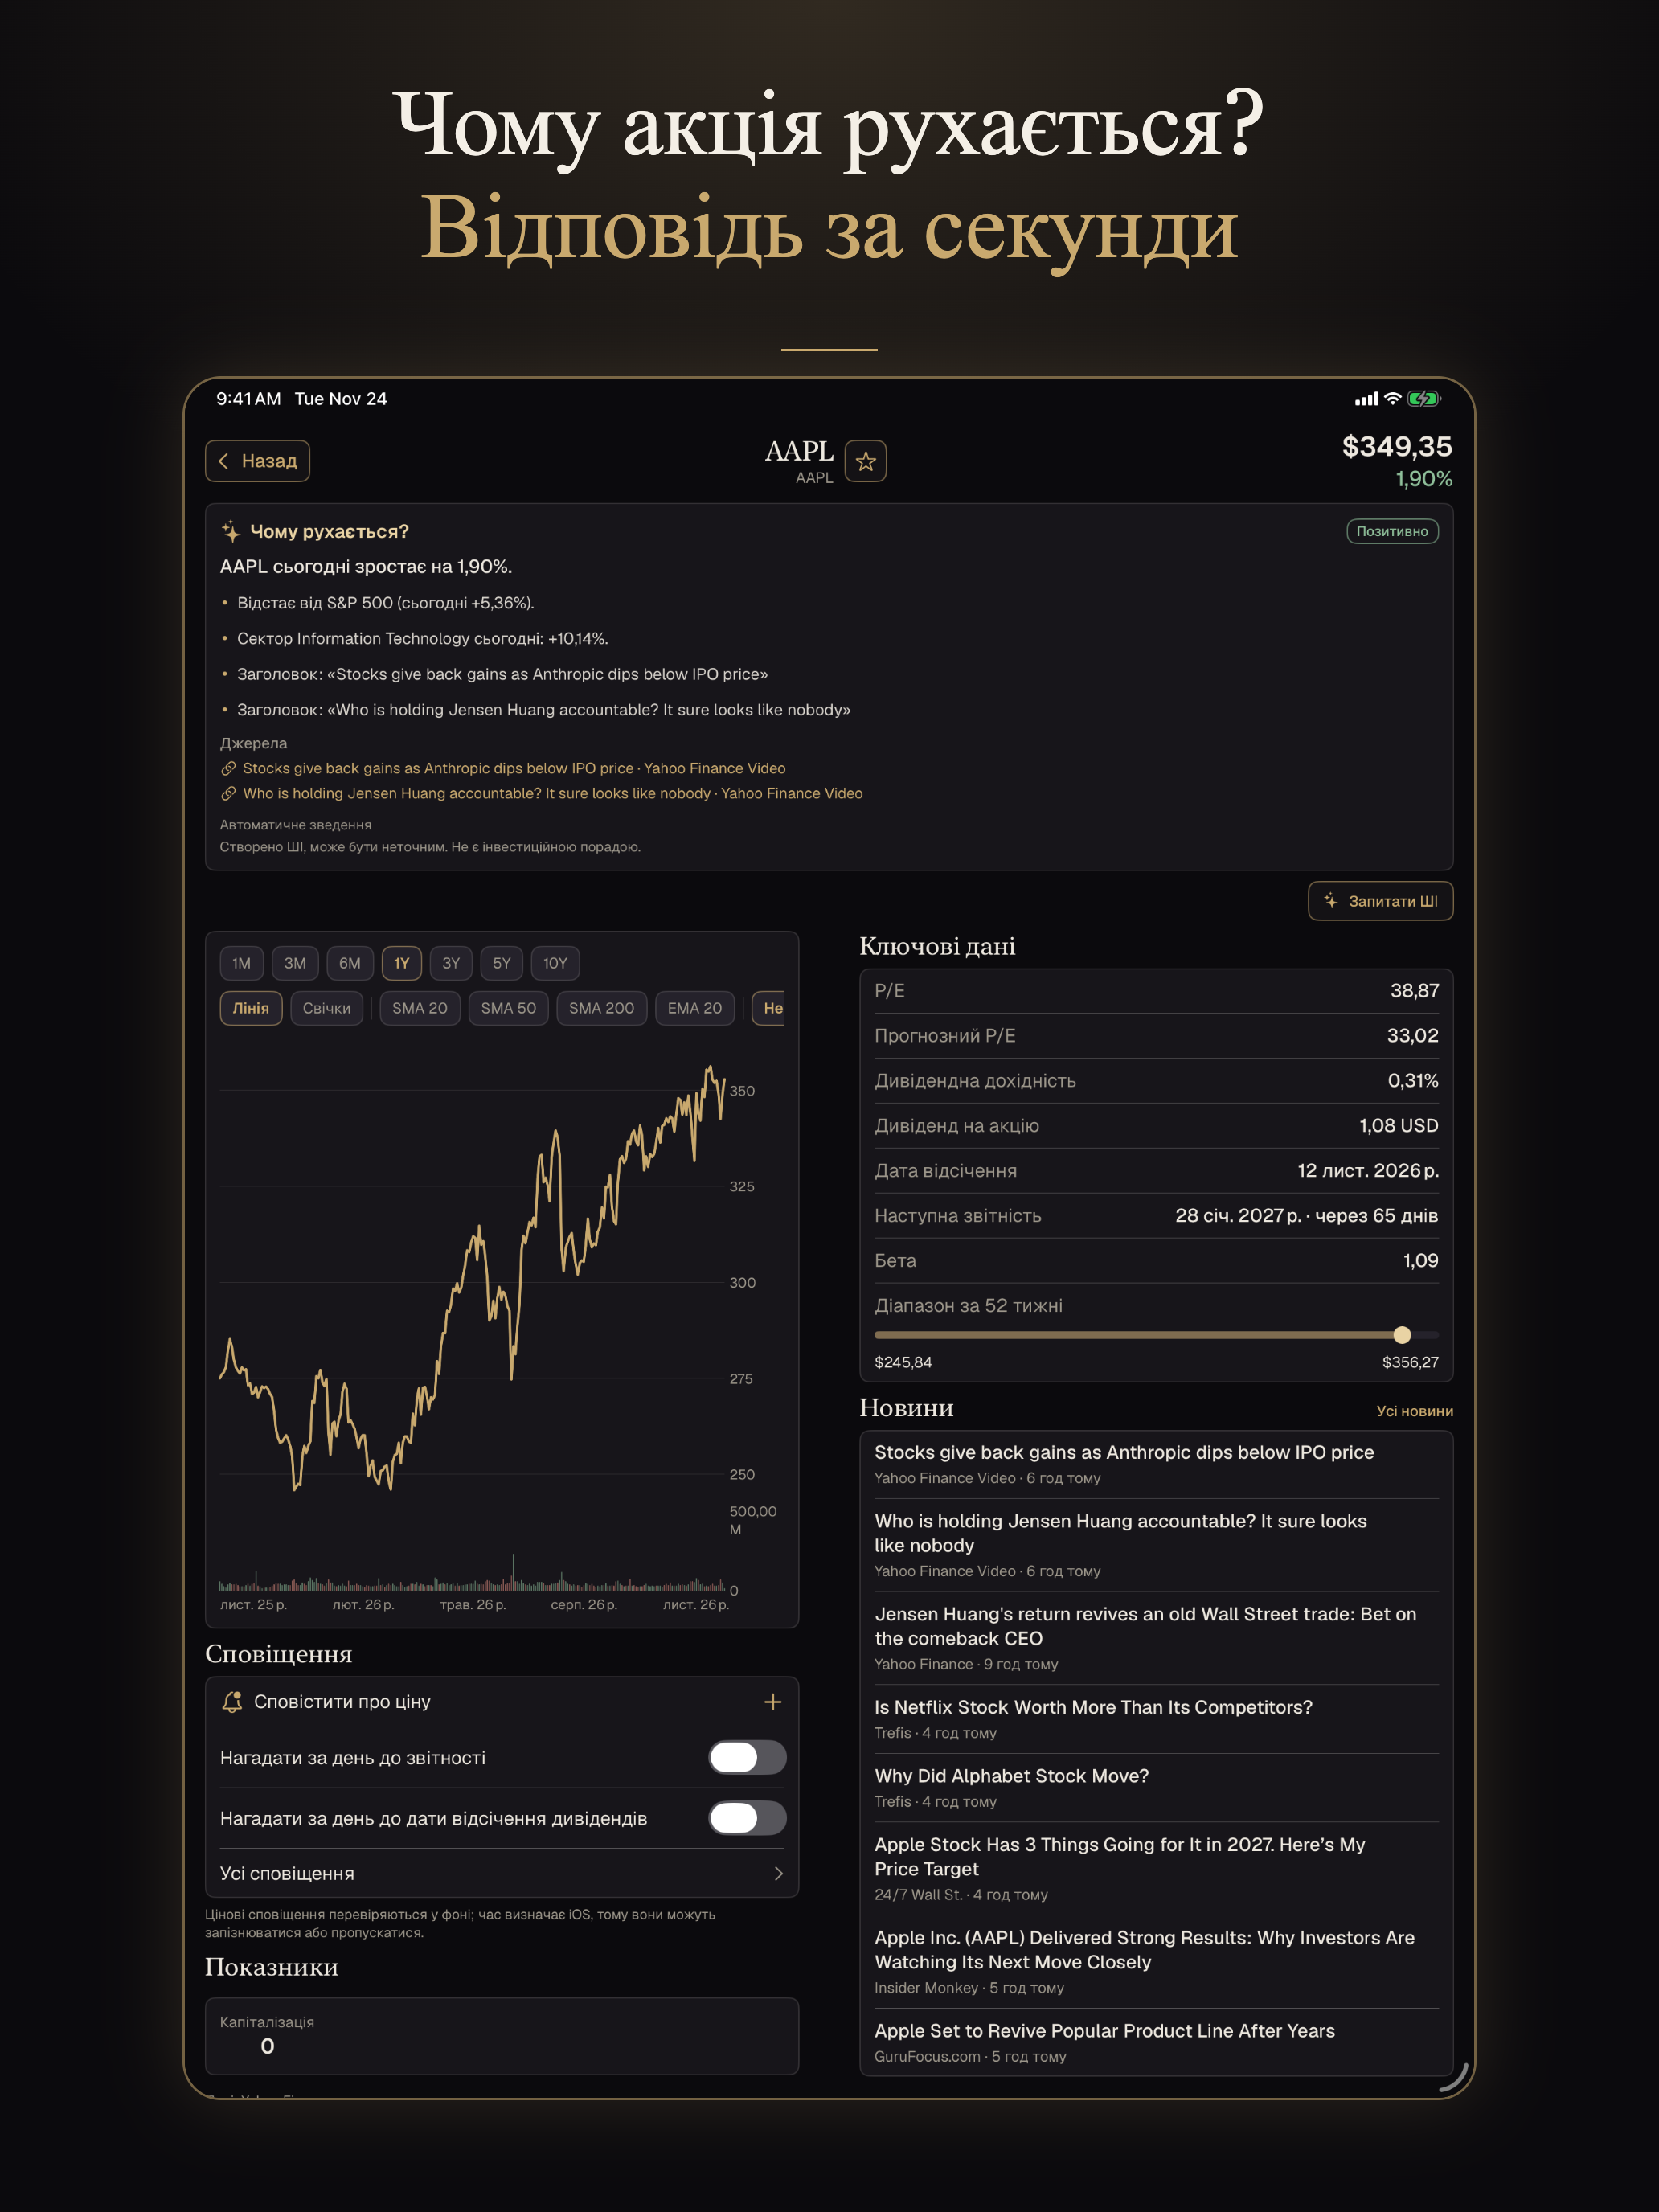 Чому акція рухається?
Відповідь за секунди
9:41 AM Tue Nov 24
Назад
AAPL
AAPL
$349,35
1,90%
Чому рухається?
Позитивно
AAPL сьогодні зростає на 1,90%.
• Відстає від S&P 500 (сьогодні +5,36%).
• Сектор Information Technology сьогодні: +10,14%.
• Заголовок: «Stocks give back gains as Anthropic dips below IPO price»
• Заголовок: «Who is holding Jensen Huang accountable? It sure looks like nobody»
Джерела
Stocks give back gains as Anthropic dips below IPO price · Yahoo Finance Video
Who is holding Jensen Huang accountable? It sure looks like nobody · Yahoo Finance Video
Автоматичне зведення
Створено ШІ, може бути неточним. Не є інвестиційною порадою.
Запитати ШІ
1M 3M 6M 1Y 3Y 5Y 10Y
Лінія Свічки SMA 20 SMA 50 SMA 200 EMA 20
350
325
300
275
250
500,00
M
0
лист. 25 р. лют. 26 р. трав. 26 р. серп. 26 р. лист. 26 р.
Сповіщення
Сповістити про ціну
Нагадати за день до звітності
Нагадати за день до дати відсічення дивідендів
Усі сповіщення
Цінові сповіщення перевіряються у фоні; час визначає iOS, тому вони можуть
запізнюватися або пропускатися.
Показники
Капіталізація
0
Ключові дані
P/E 38,87
Прогнозний P/E 33,02
Дивідендна дохідність 0,31%
Дивіденд на акцію 1,08 USD
Дата відсічення 12 лист. 2026 р.
Наступна звітність 28 січ. 2027 р. · через 65 днів
Бета 1,09
Діапазон за 52 тижні
$245,84 $356,27
Новини
Усі новини
Stocks give back gains as Anthropic dips below IPO price
Yahoo Finance Video · 6 год тому
Who is holding Jensen Huang accountable? It sure looks
like nobody
Yahoo Finance Video · 6 год тому
Jensen Huang's return revives an old Wall Street trade: Bet on
the comeback CEO
Yahoo Finance · 9 год тому
Is Netflix Stock Worth More Than Its Competitors?
Trefis · 4 год тому
Why Did Alphabet Stock Move?
Trefis · 4 год тому
Apple Stock Has 3 Things Going for It in 2027. Here’s My
Price Target
24/7 Wall St. · 4 год тому
Apple Inc. (AAPL) Delivered Strong Results: Why Investors Are
Watching Its Next Move Closely
Insider Monkey · 5 год тому
Apple Set to Revive Popular Product Line After Years
GuruFocus.com · 5 год тому